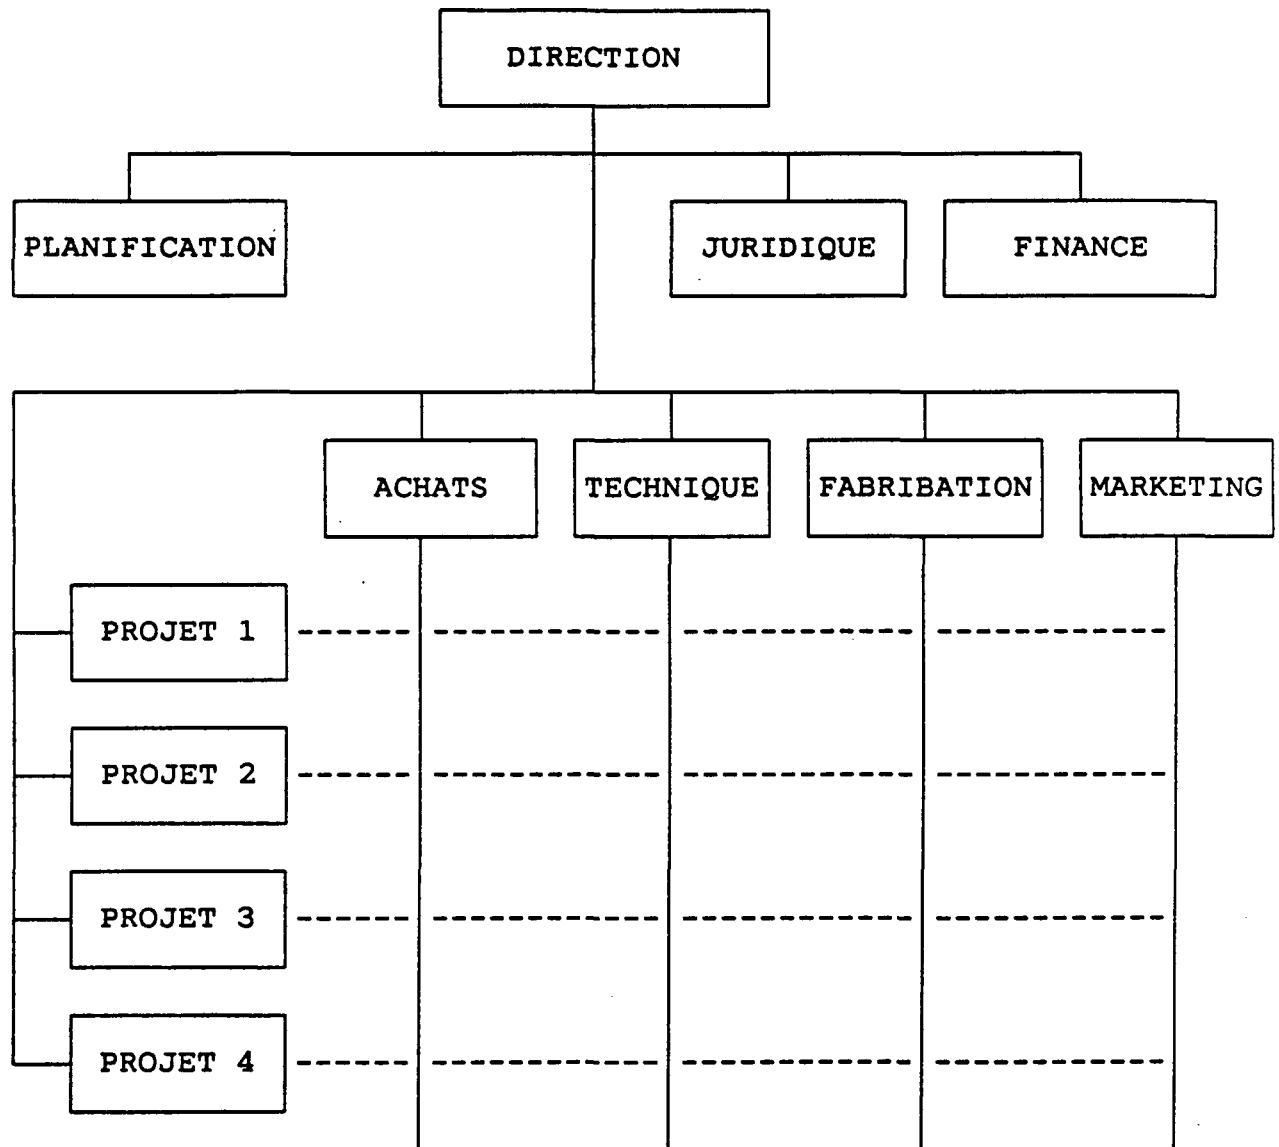 DIRECTION
PLANIFICATION
JURIDIQUE
FINANCE
ACHATS
TECHNIQUE
FABRIBATION
MARKETING
PROJET 1
PROJET 2
PROJET 3
PROJET 4